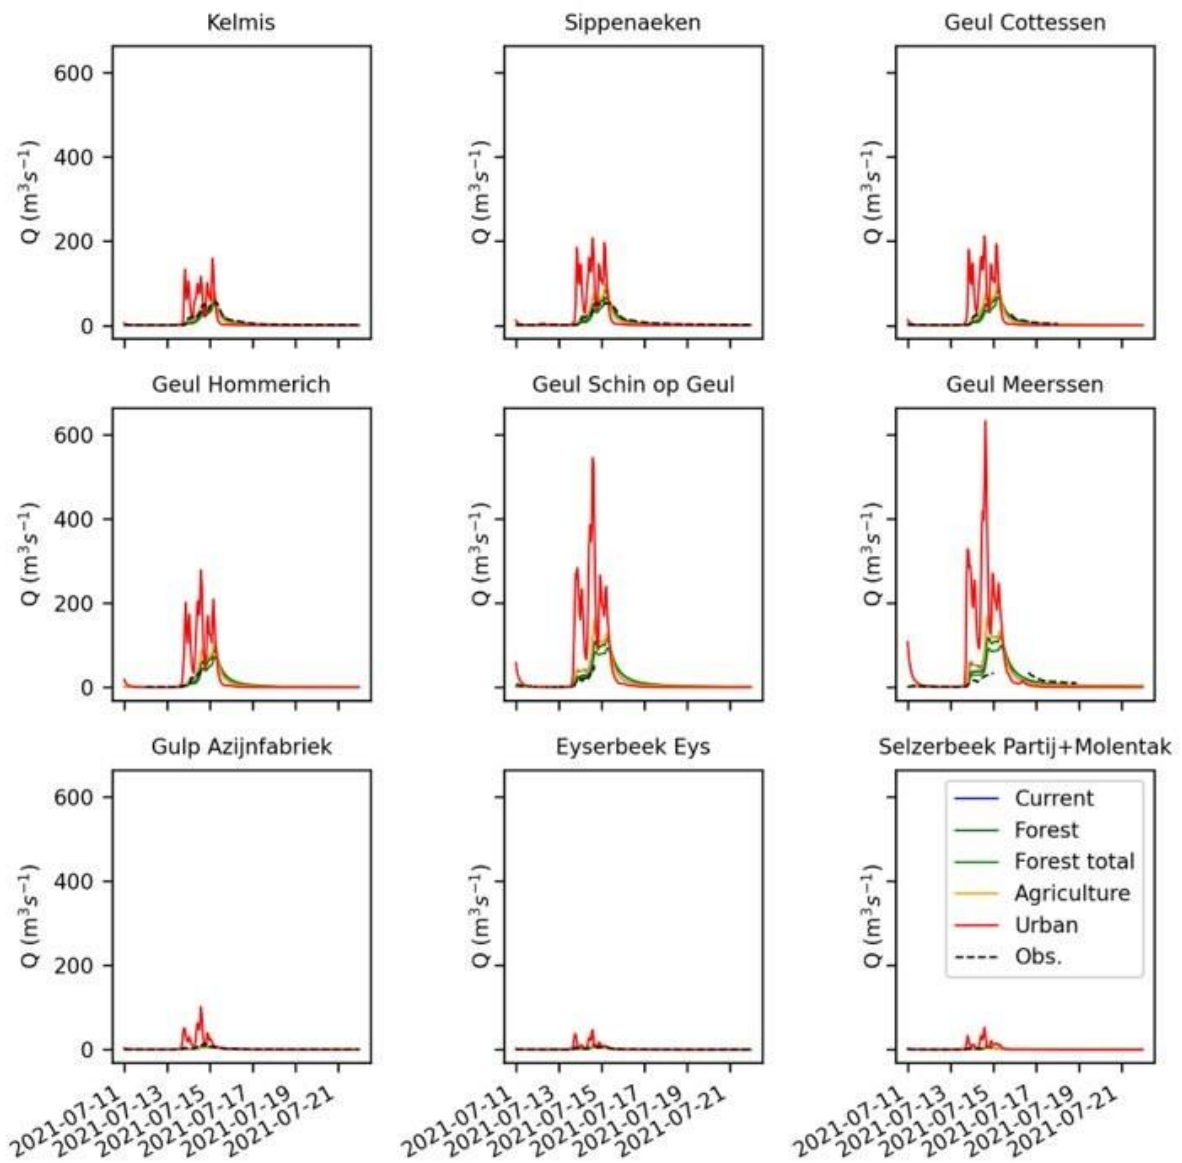 Kelmis
Sippenaeken
Geul Cottessen
Q (m³s⁻¹)
600
400
200
0
Q (m³s⁻¹)
Q (m³s⁻¹)
Geul Hommerich
Geul Schin op Geul
Geul Meerssen
Q (m³s⁻¹)
600
400
200
0
Q (m³s⁻¹)
Q (m³s⁻¹)
Gulp Azijnfabriek
Eyserbeek Eys
Selzerbeek Partij+Molentak
Q (m³s⁻¹)
600
400
200
0
Q (m³s⁻¹)
Q (m³s⁻¹)
Current
Forest
Forest total
Agriculture
Urban
Obs.
2021-07-11
2021-07-13
2021-07-15
2021-07-17
2021-07-19
2021-07-21
2021-07-11
2021-07-13
2021-07-15
2021-07-17
2021-07-19
2021-07-21
2021-07-11
2021-07-13
2021-07-15
2021-07-17
2021-07-19
2021-07-21